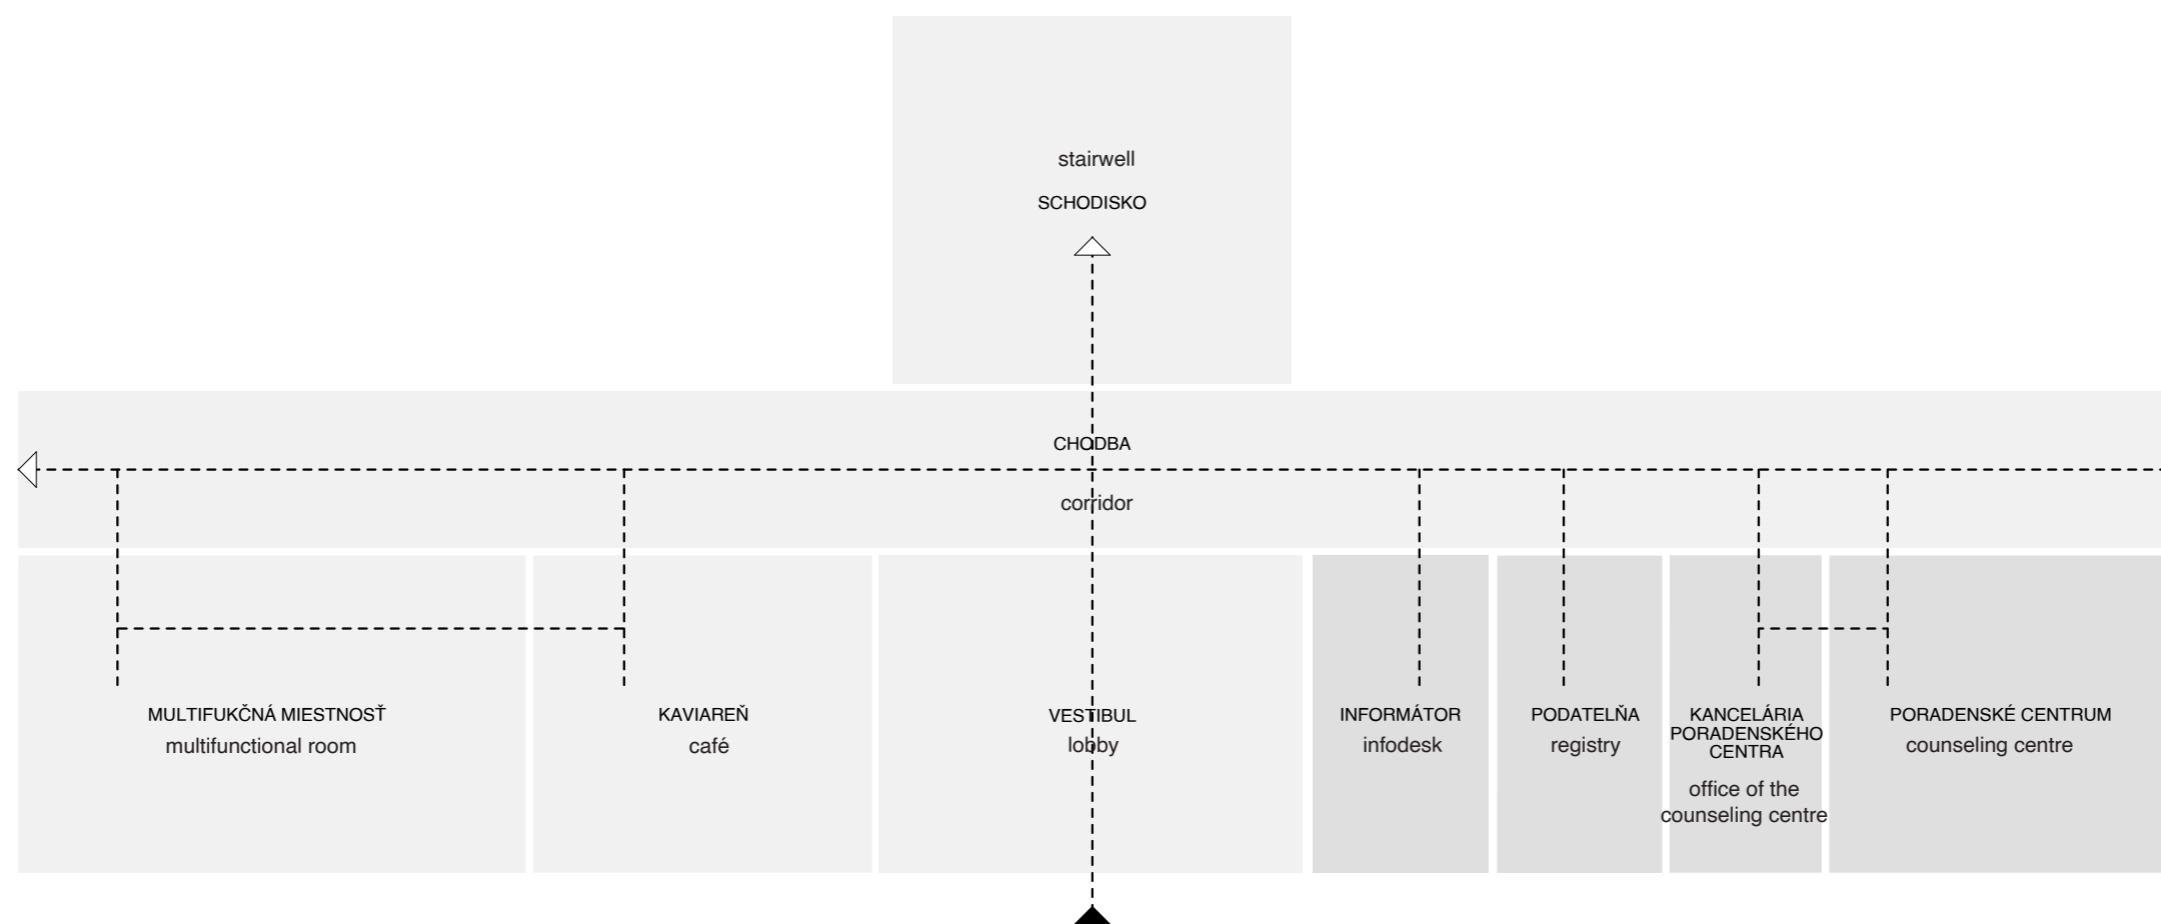 stairwell
SCHODISKO
CHODBA
corridor
MULTIFUKČNÁ MIESTNOSŤ
multifunctional room
KAVIAREŇ
café
VESTIBUL
lobby
INFORMÁTOR
infodesk
PODATELŇA
registry
KANCELÁRIA
PORADENSKÉHO
CENTRA
office of the
counseling centre
PORADENSKÉ CENTRUM
counseling centre